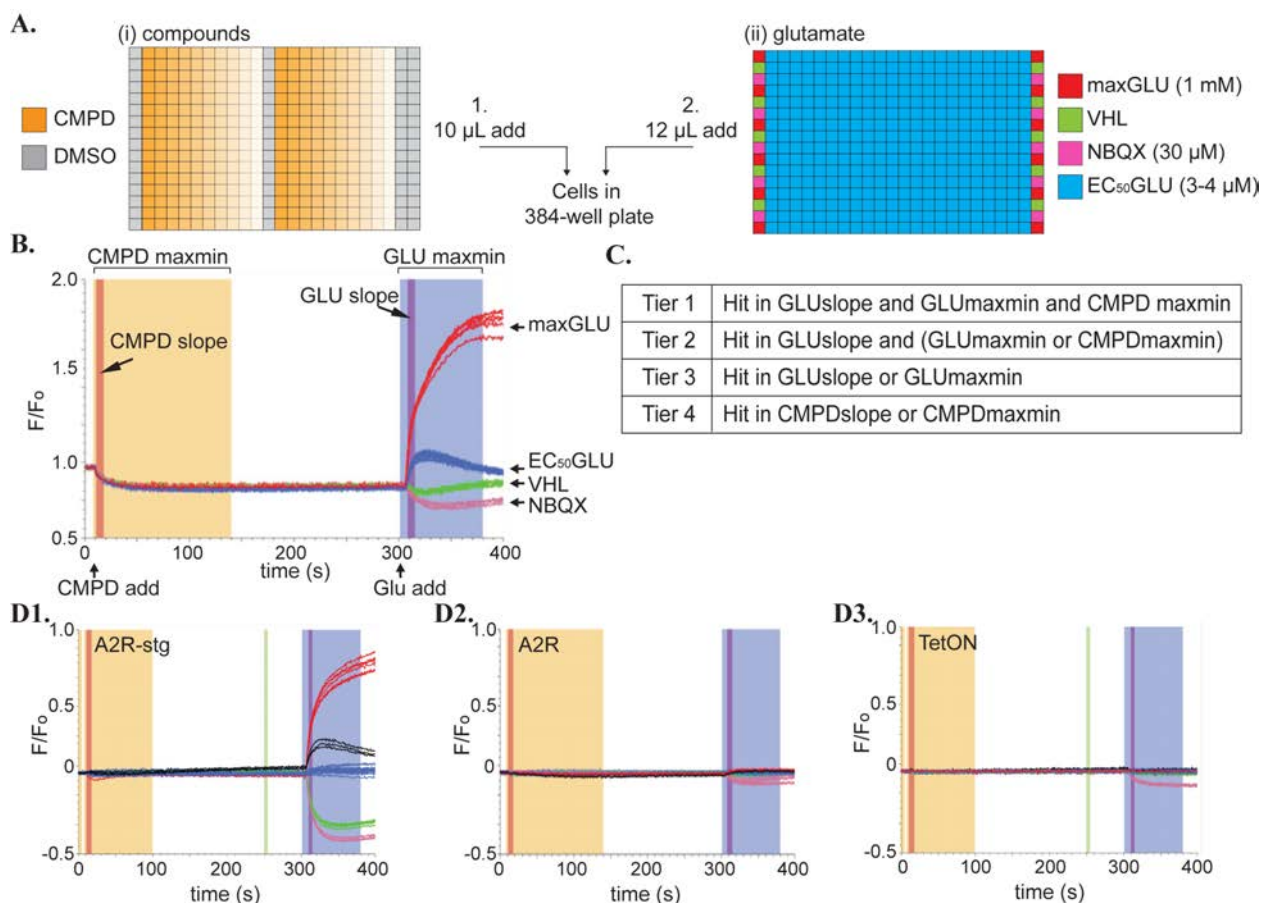 A.
(i) compounds
CMPD
DMSO
1.
10 µL add
2.
12 µL add
Cells in
384-well plate
(ii) glutamate
maxGLU (1 mM)
VHL
NBQX (30 µM)
EC₅₀GLU (3-4 µM)
B.
CMPD maxmin
GLU maxmin
GLU slope
CMPD slope
maxGLU
EC₅₀GLU
VHL
NBQX
F/Fo
2.0
1.5
1.0
0.5
0 100 200 300 400
time (s)
CMPD add
Glu add
C.
Tier 1 Hit in GLUslope and GLUmaxmin and CMPD maxmin
Tier 2 Hit in GLUslope and (GLUmaxmin or CMPDmaxmin)
Tier 3 Hit in GLUslope or GLUmaxmin
Tier 4 Hit in CMPDslope or CMPDmaxmin
D1.
A2R-stg
F/Fo
1.0
0.5
0
-0.5
0 100 200 300 400
time (s)
D2.
A2R
F/Fo
1.0
0.5
0
-0.5
0 100 200 300 400
time (s)
D3.
TetON
F/Fo
1.0
0.5
0
-0.5
0 100 200 300 400
time (s)